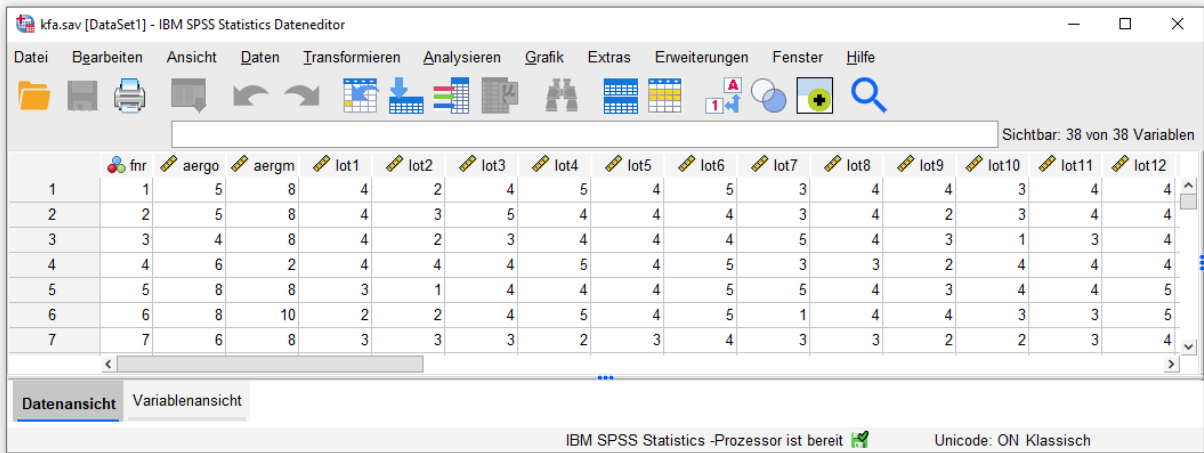 kfa.sav [DataSet1] - IBM SPSS Statistics Dateneditor
Datei Bearbeiten Ansicht Daten Transformieren Analysieren Grafik Extras Erweiterungen Fenster Hilfe
A
1
Sichtbar: 38 von 38 Variablen
fnr aergo aergm lot1 lot2 lot3 lot4 lot5 lot6 lot7 lot8 lot9 lot10 lot11 lot12
1 1 5 8 4 2 4 5 4 5 3 4 4 3 4 4
2 2 5 8 4 3 5 4 4 4 3 4 2 3 4 4
3 3 4 8 4 2 3 4 4 4 5 4 3 1 3 4
4 4 6 2 4 4 4 5 4 5 3 3 2 4 4 4
5 5 8 8 3 1 4 4 4 5 5 4 3 4 4 5
6 6 8 10 2 2 4 5 4 5 1 4 4 3 3 5
7 7 6 8 3 3 3 2 3 4 3 3 2 2 3 4
Datenansicht Variablenansicht
IBM SPSS Statistics -Prozessor ist bereit Unicode: ON Klassisch